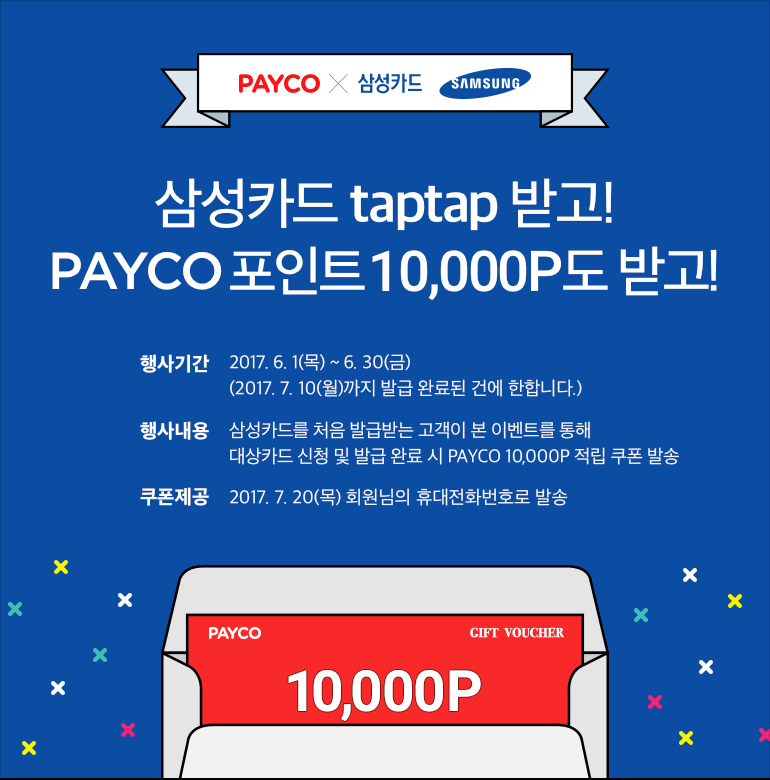 PAYCO × 삼성카드 SAMSUNG
삼성카드 taptap 받고!
PAYCO 포인트 10,000P도 받고!
행사기간 2017. 6. 1(목) ~ 6. 30(금)
(2017. 7. 10(월)까지 발급 완료된 건에 한합니다.)
행사내용 삼성카드를 처음 발급받는 고객이 본 이벤트를 통해
대상카드 신청 및 발급 완료 시 PAYCO 10,000P 적립 쿠폰 발송
쿠폰제공 2017. 7. 20(목) 회원님의 휴대전화번호로 발송
PAYCO GIFT VOUCHER
10,000P